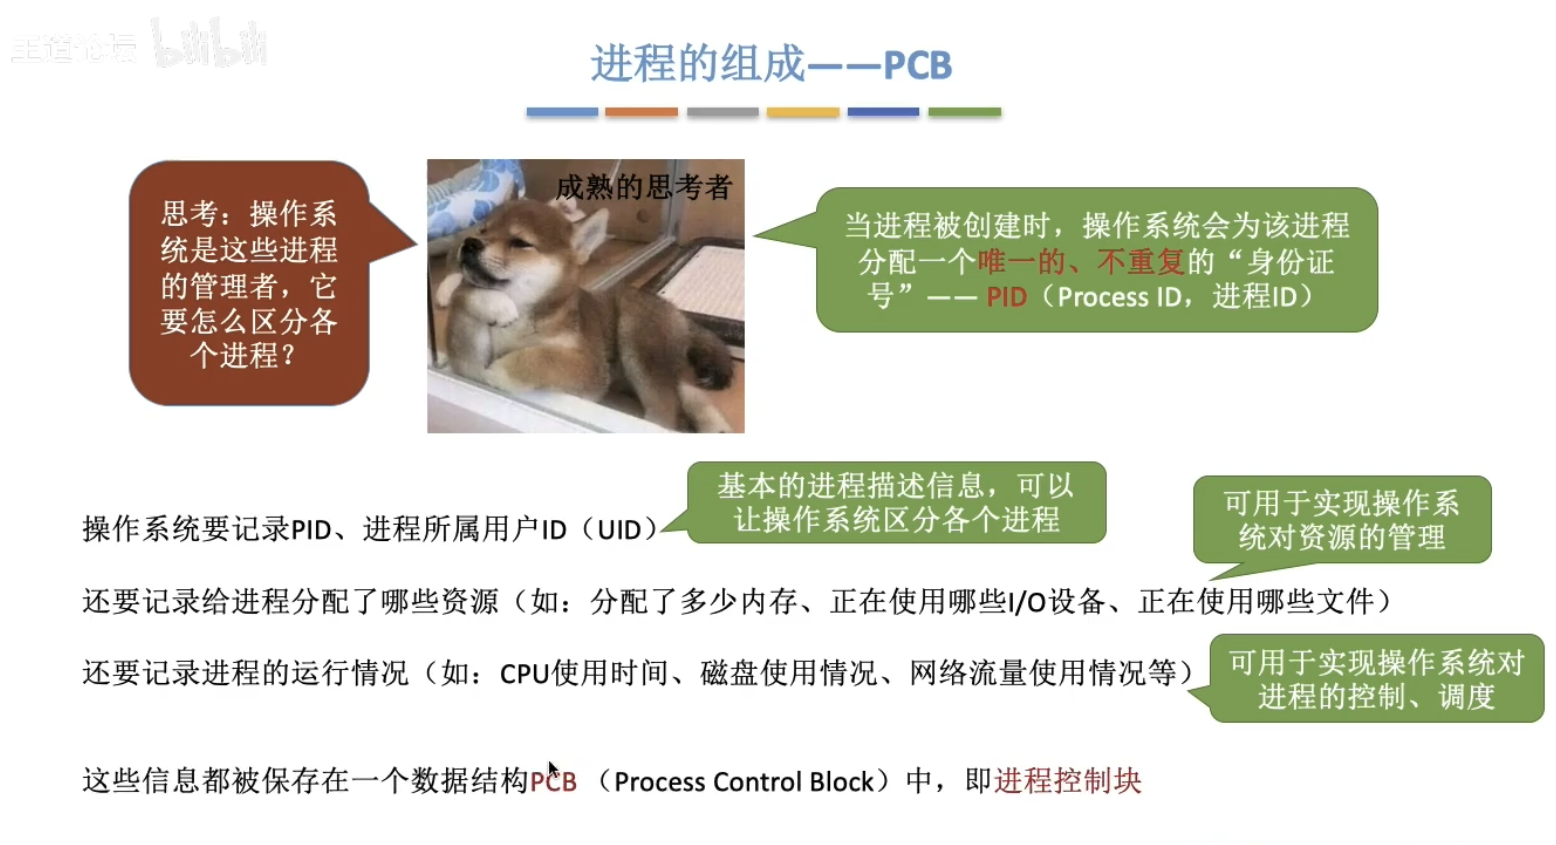 王道论坛 bilibili
进程的组成——PCB
思考：操作系
统是这些进程
的管理者，它
要怎么区分各
个进程？
成熟的思考者
当进程被创建时，操作系统会为该进程
分配一个唯一的、不重复的“身份证
号”—— PID（Process ID，进程ID）
基本的进程描述信息，可以
让操作系统区分各个进程
操作系统要记录PID、进程所属用户ID（UID）
可用于实现操作系
统对资源的管理
还要记录给进程分配了哪些资源（如：分配了多少内存、正在使用哪些I/O设备、正在使用哪些文件）
还要记录进程的运行情况（如：CPU使用时间、磁盘使用情况、网络流量使用情况等）
可用于实现操作系统对
进程的控制、调度
这些信息都被保存在一个数据结构PCB （Process Control Block）中，即进程控制块